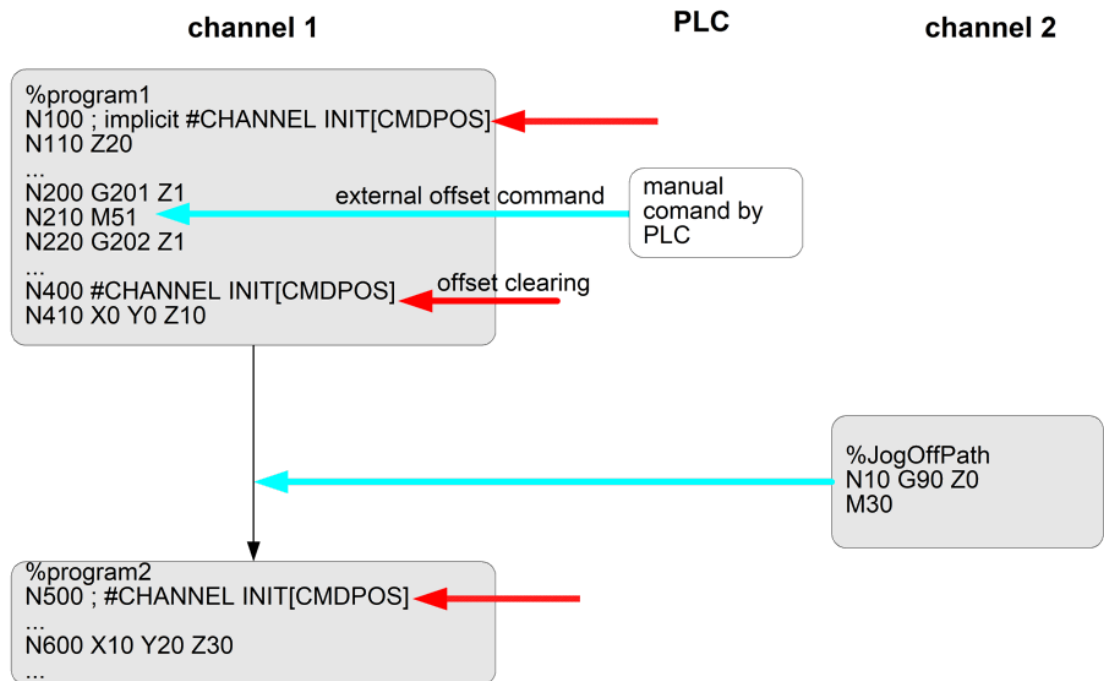 channel 1
PLC
channel 2
%program1
N100 ; implicit #CHANNEL INIT[CMDPOS]
N110 Z20
...
N200 G201 Z1
N210 M51
N220 G202 Z1
...
N400 #CHANNEL INIT[CMDPOS]
N410 X0 Y0 Z10
external offset command
manual
comand by
PLC
offset clearing
%JogOffPath
N10 G90 Z0
M30
%program2
N500 ; #CHANNEL INIT[CMDPOS]
...
N600 X10 Y20 Z30
...